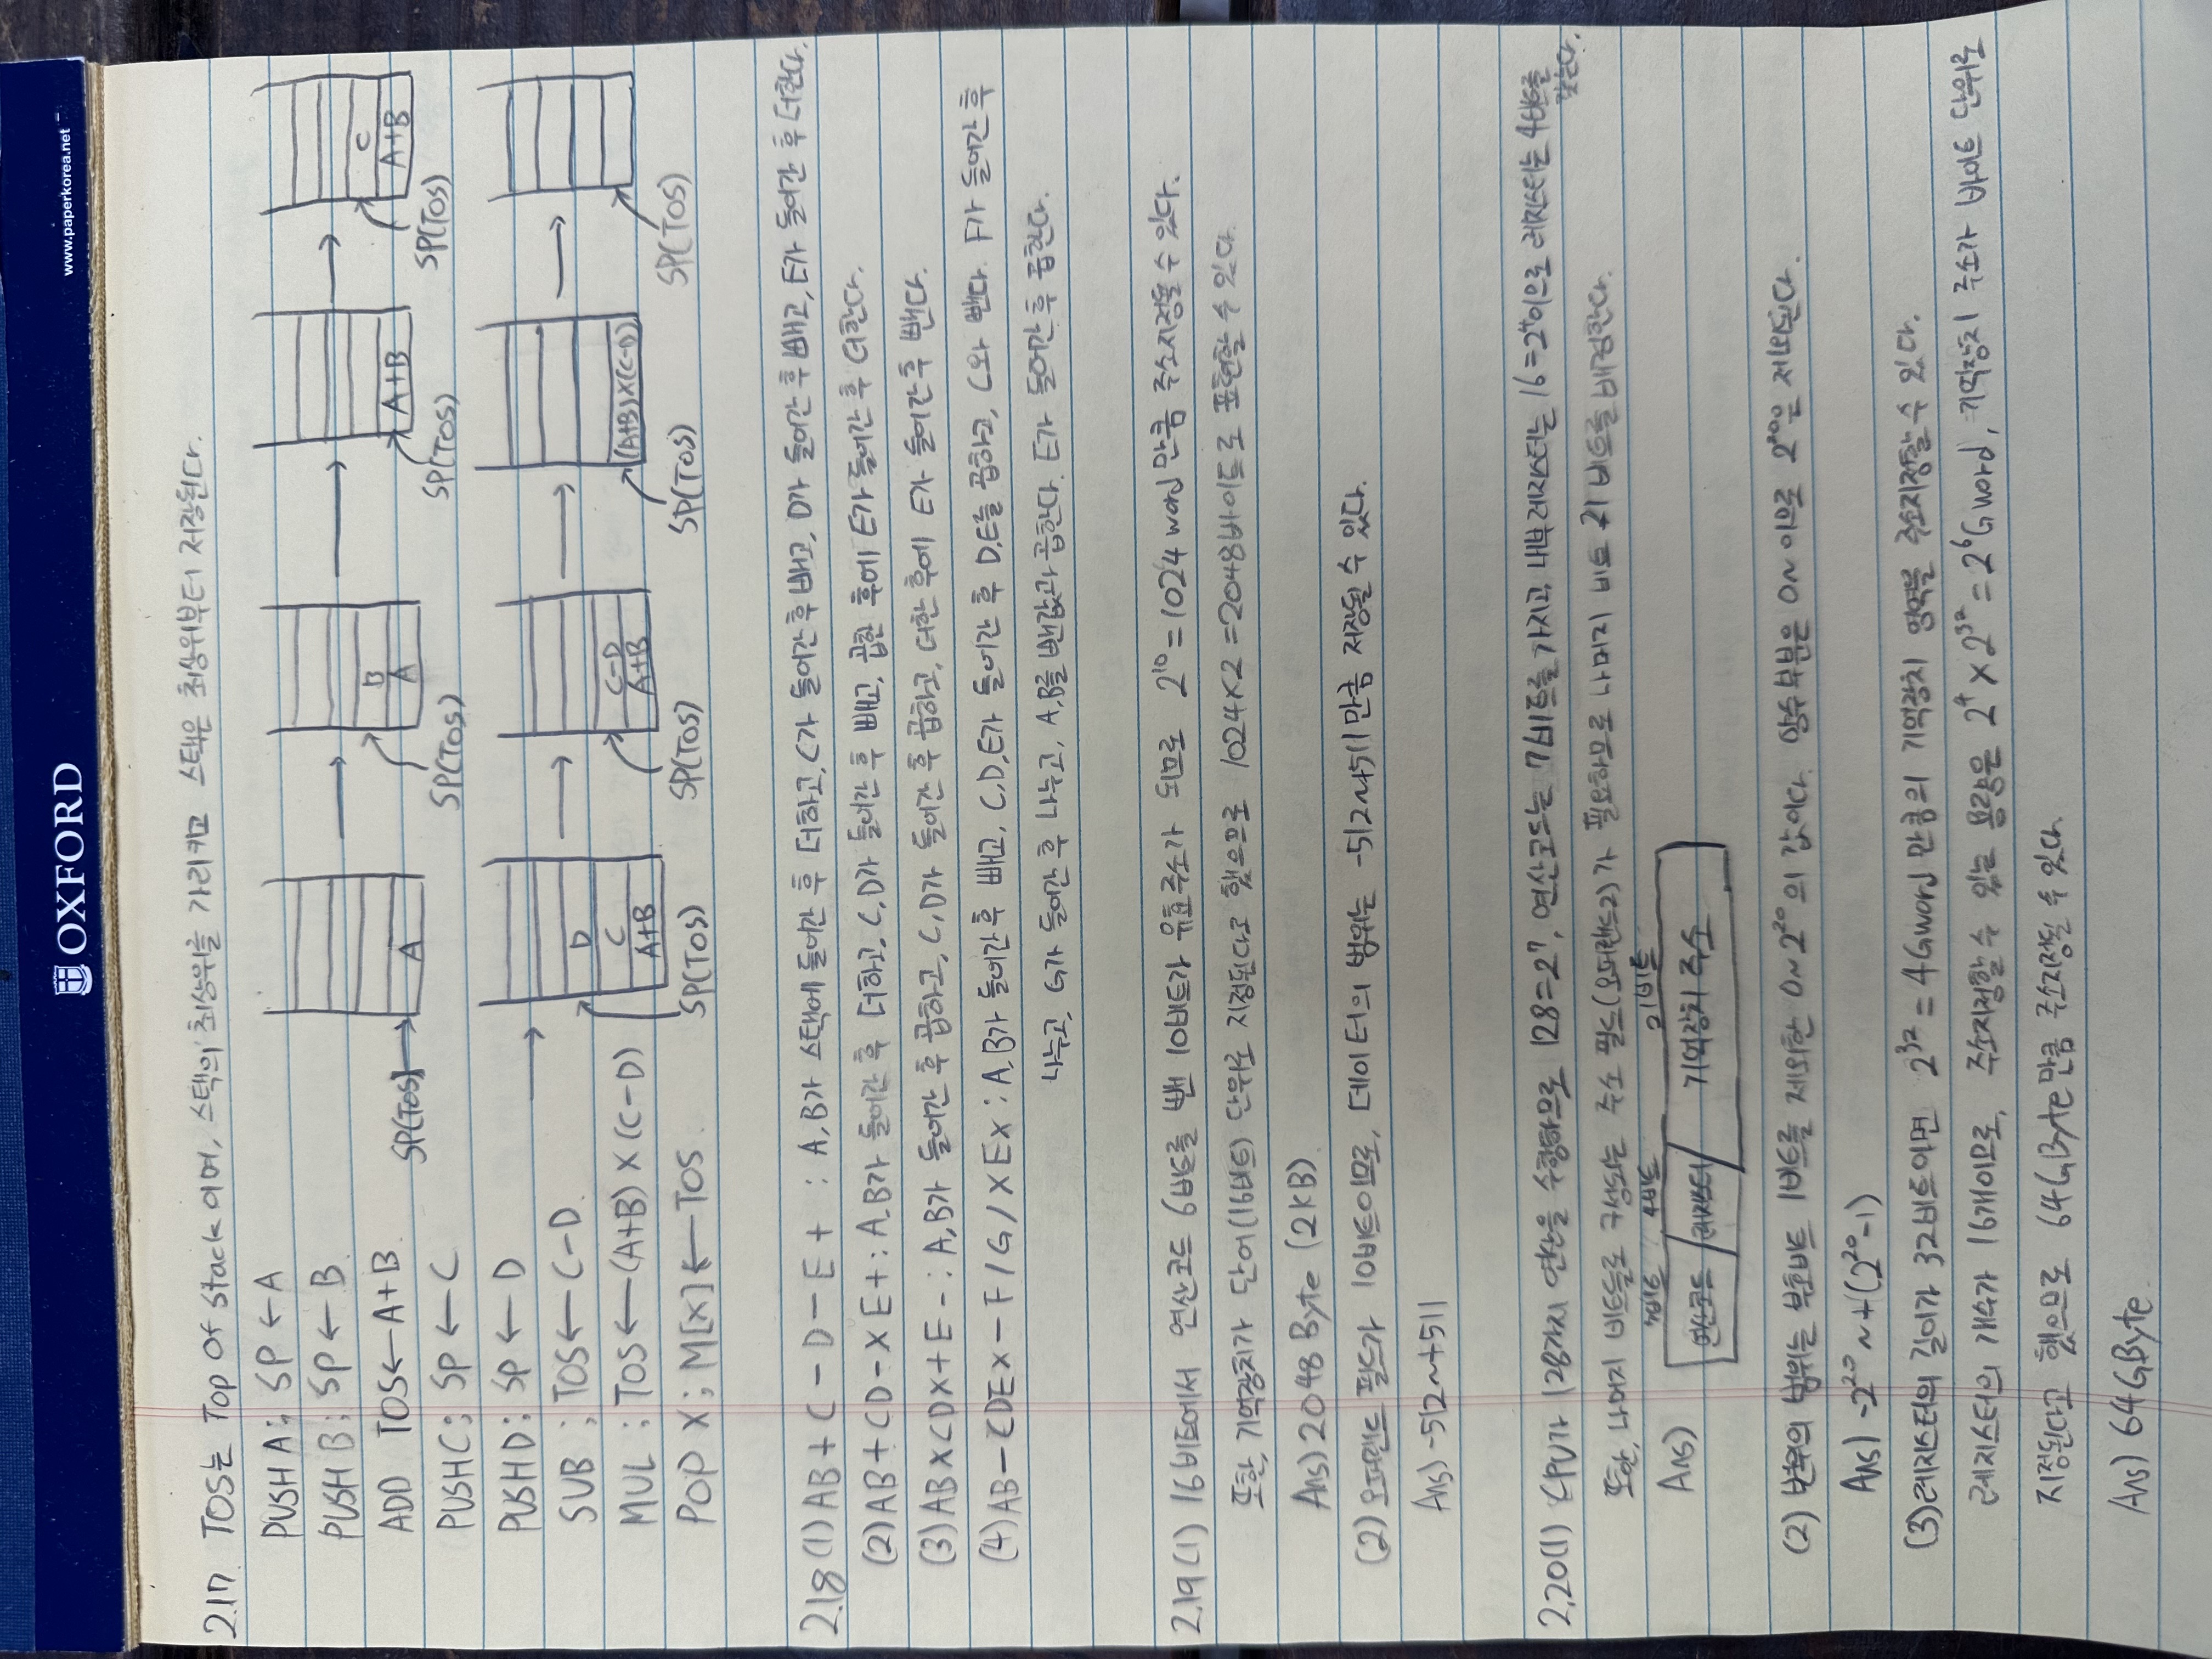 OXFORD
www.paperkorea.net
2.17. TOS는 Top Of Stack 이며, 스택의 최상위를 가리키고 스택은 최상위부터 저장된다.
PUSH A; SP ← A
PUSH B; SP ← B
ADD TOS ← A+B
PUSH C; SP ← C
PUSH D; SP ← D
SUB ; TOS ← C-D
MUL ; TOS ← (A+B) × (C-D)
POP X ; M[X] ← TOS
A
SP(TOS)
B
A
SP(TOS)
A+B
SP(TOS)
C
A+B
SP(TOS)
D
C
A+B
SP(TOS)
C-D
A+B
SP(TOS)
(A+B)×(C-D)
SP(TOS)
SP(TOS)
2.18 (1) AB+C-D-E+ : A,B가 스택에 들어간 후 더하고, C가 들어간 후 빼고, D가 들어간 후 빼고, E가 들어간 후 더한다.
(2) AB+CD-×E+ : A,B가 들어간 후 더하고, C,D가 들어간 후 빼고, 곱한 후에 E가 들어간 후 더한다.
(3) AB×CD×+E- : A,B가 들어간 후 곱하고, C,D가 들어간 후 곱하고, 더한 후에 E가 들어간 후 뺀다.
(4) AB-CDE×-F/G/×E× : A,B가 들어간 후 빼고, C,D,E가 들어간 후 D,E를 곱하고, C와 뺀다. F가 들어간 후
나누고, G가 들어간 후 나누고, A,B를 뺀값과 곱한다. E가 들어간 후 곱한다.
2.19 (1) 16비트에서 연산코드 6비트를 뺀 10비트가 유효주소가 되므로 2¹⁰ = 1024 word 만큼 주소지정될 수 있다.
또한, 기억장치가 단어(16비트) 단위로 지정된다고 했으므로 1024×2 = 2048바이트로 표현할 수 있다.
Ans) 2048 Byte (2KB)
(2) 오퍼랜드 필드가 10비트이므로, 데이터의 범위는 -512~+511 만큼 저장될 수 있다.
Ans) -512~+511
2.20 (1) CPU가 128가지 연산을 수행하므로 128=2⁷, 연산코드는 7비트를 가지고 내부 레지스터는 16=2⁴이므로 레지스터는 4비트를
갖는다.
또한, 나머지 비트들로 구성되는 주소 필드(오퍼랜드2)가 필요하므로 나머지 비트 21 비트를 배정한다.
7비트 4비트 21비트
Ans) 연산코드 레지스터 기억장치 주소
(2) 변위의 범위는 부호비트 1비트를 제외한 0~2²⁰의 값이다. 양수 부분은 0~ 이므로 2²⁰은 제외된다.
Ans) -2²⁰ ~ +(2²⁰-1)
(3) 레지스터의 길이가 32비트이면 2³² = 4Gword 만큼의 기억장치 영역을 주소지정할 수 있다.
레지스터의 개수가 16개이므로, 주소지정할 수 있는 용량은 2⁴ × 2³² = 2⁶Gword, 기억장치 주소가 바이트 단위로
지정된다고 했으므로 64GByte 만큼 주소지정될 수 있다.
Ans) 64GByte